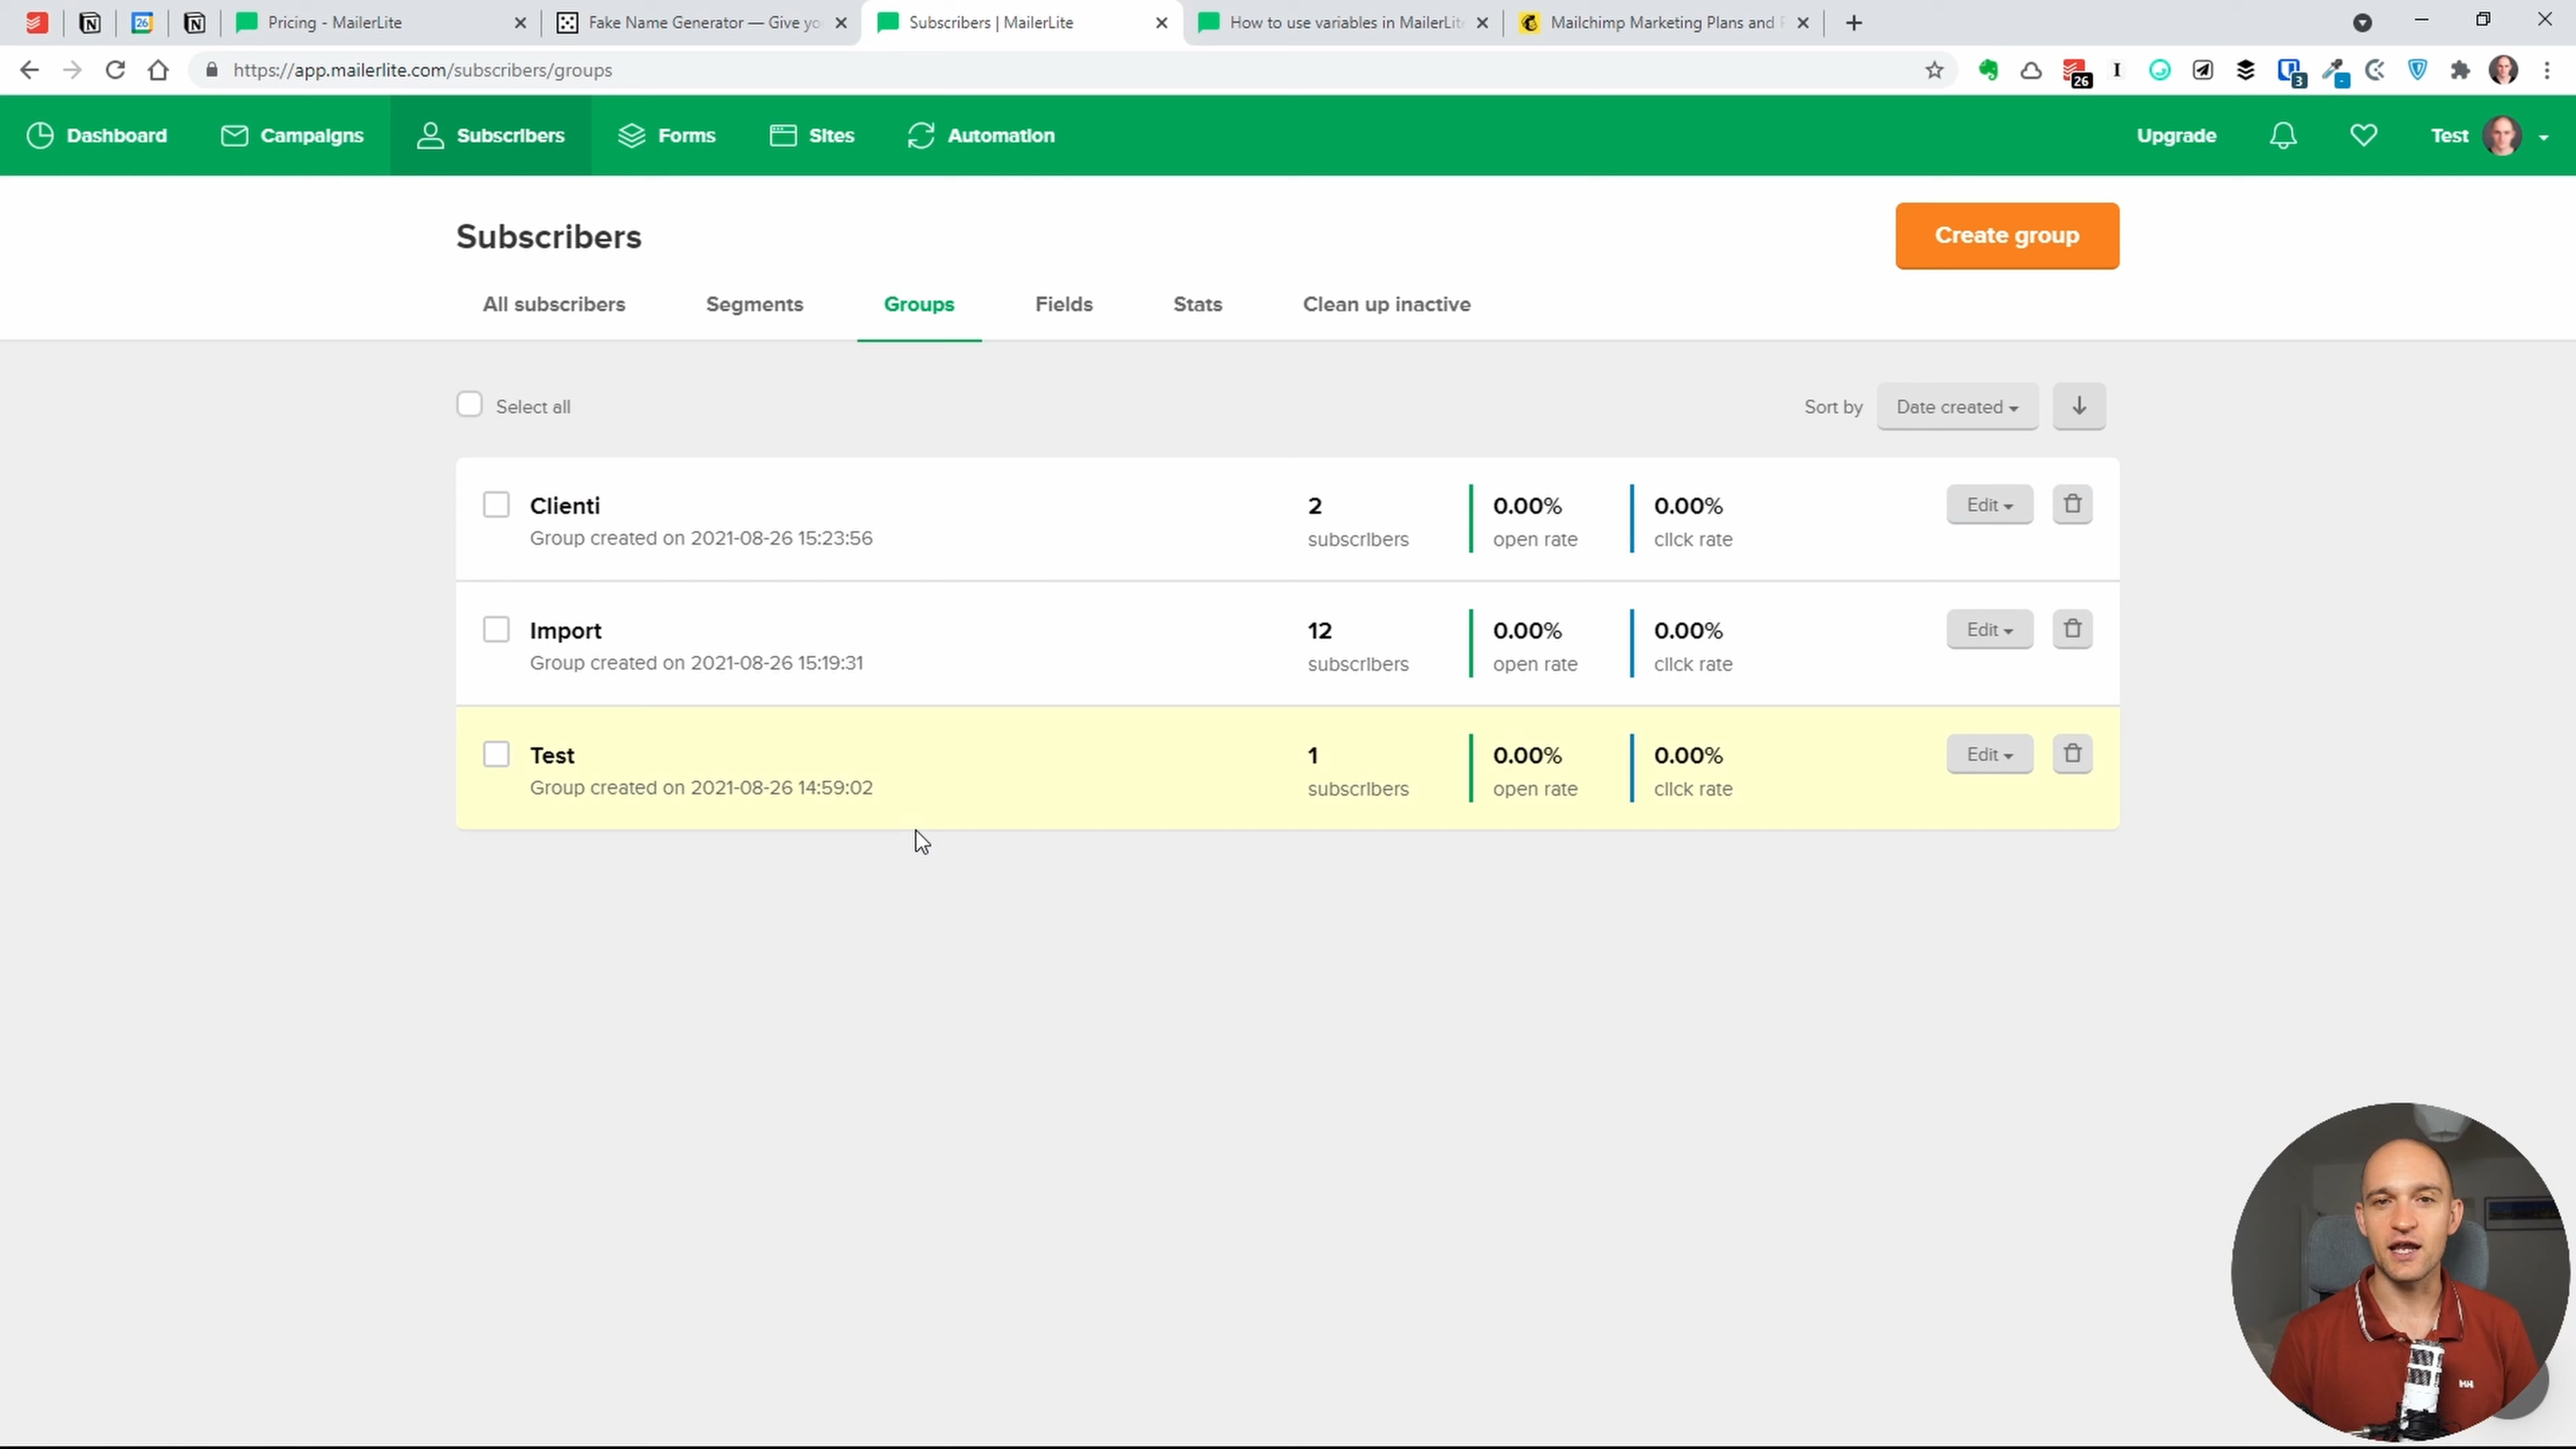 Pricing - MailerLite
Fake Name Generator — Give yo
Subscribers | MailerLite
How to use variables in MailerLit
Mailchimp Marketing Plans and P
https://app.mailerlite.com/subscribers/groups
26
3
Dashboard
Campaigns
Subscribers
Forms
Sites
Automation
Upgrade
Test
Subscribers
Create group
All subscribers
Segments
Groups
Fields
Stats
Clean up inactive
Select all
Sort by
Date created
Clienti
Group created on 2021-08-26 15:23:56
2
subscribers
0.00%
open rate
0.00%
click rate
Edit
Import
Group created on 2021-08-26 15:19:31
12
subscribers
0.00%
open rate
0.00%
click rate
Edit
Test
Group created on 2021-08-26 14:59:02
1
subscribers
0.00%
open rate
0.00%
click rate
Edit
HH